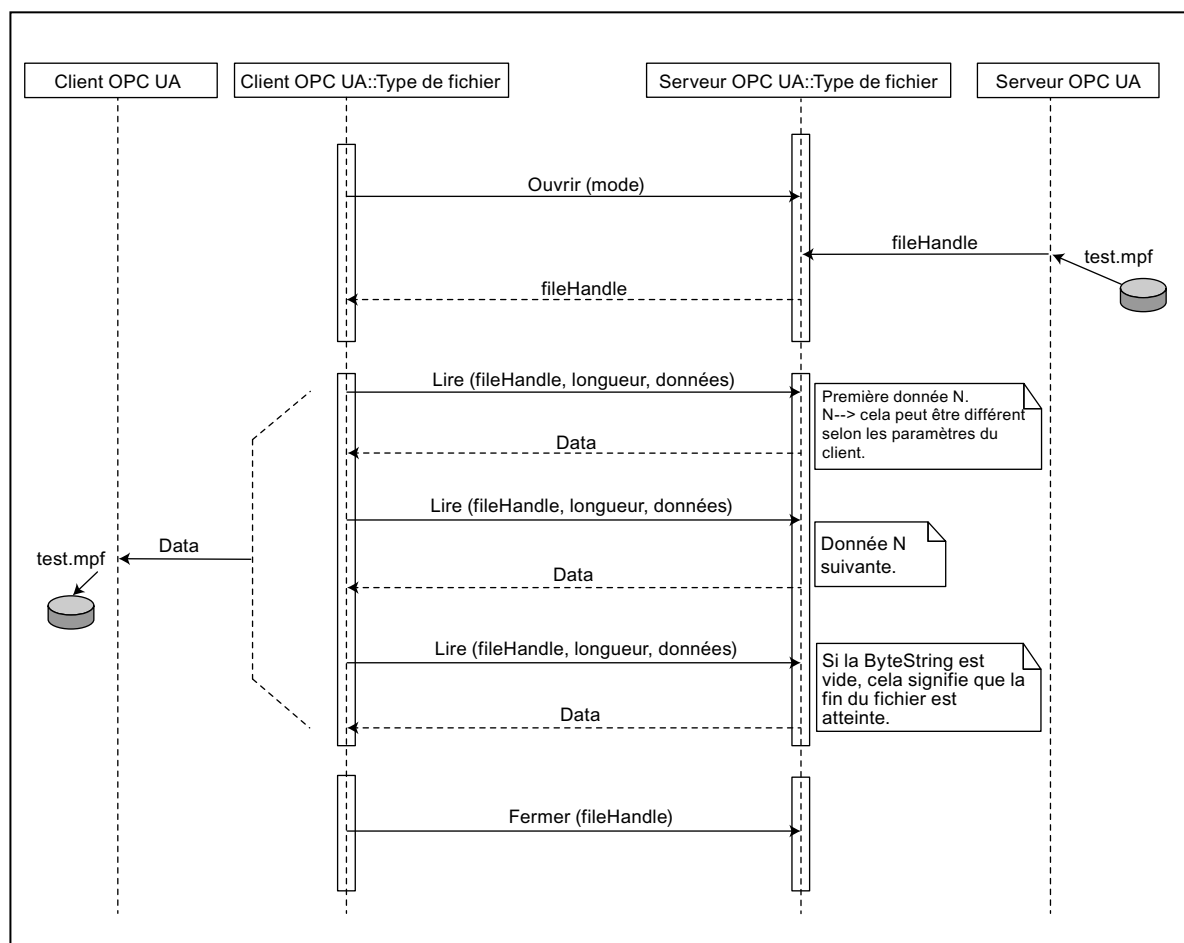 Client OPC UA
Client OPC UA::Type de fichier
Serveur OPC UA::Type de fichier
Serveur OPC UA
Ouvrir (mode)
fileHandle
test.mpf
fileHandle
Lire (fileHandle, longueur, données)
Première donnée N.
N--> cela peut être différent
selon les paramètres du
client.
Data
Lire (fileHandle, longueur, données)
Data
test.mpf
Donnée N
suivante.
Data
Lire (fileHandle, longueur, données)
Si la ByteString est
vide, cela signifie que la
fin du fichier est
atteinte.
Data
Fermer (fileHandle)